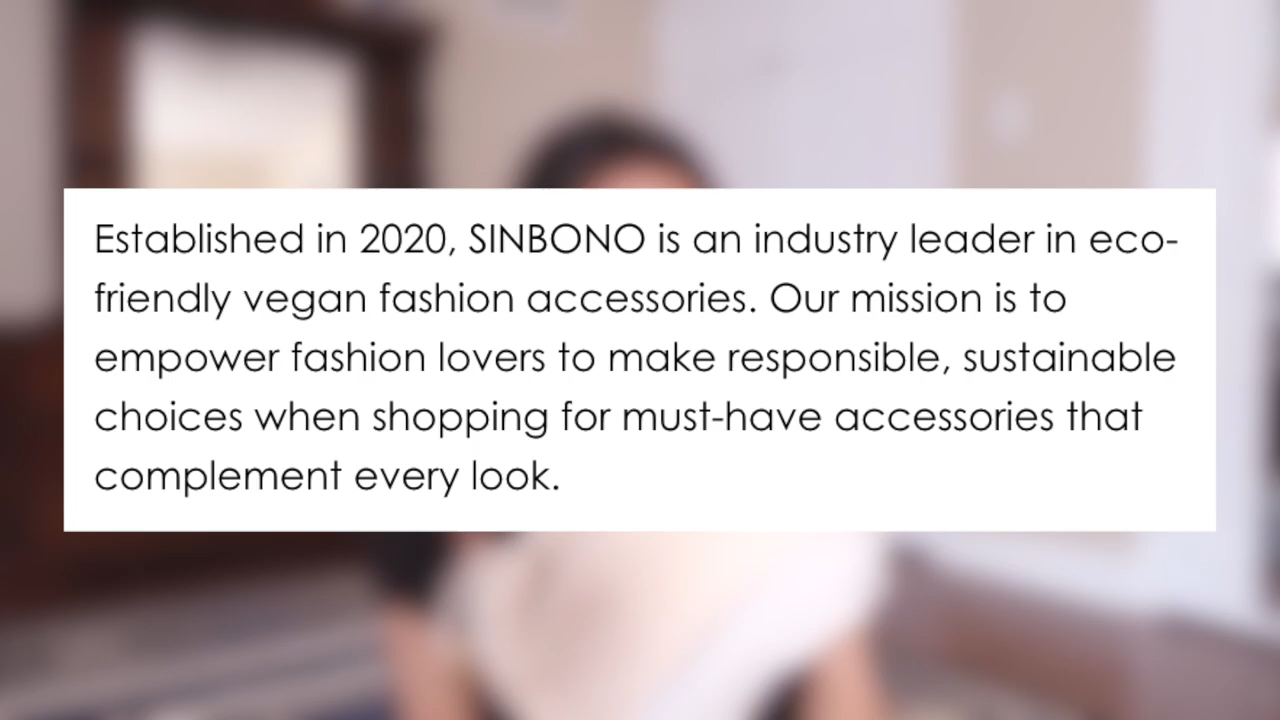 Established in 2020, SINBONO is an industry leader in eco-
friendly vegan fashion accessories. Our mission is to
empower fashion lovers to make responsible, sustainable
choices when shopping for must-have accessories that
complement every look.